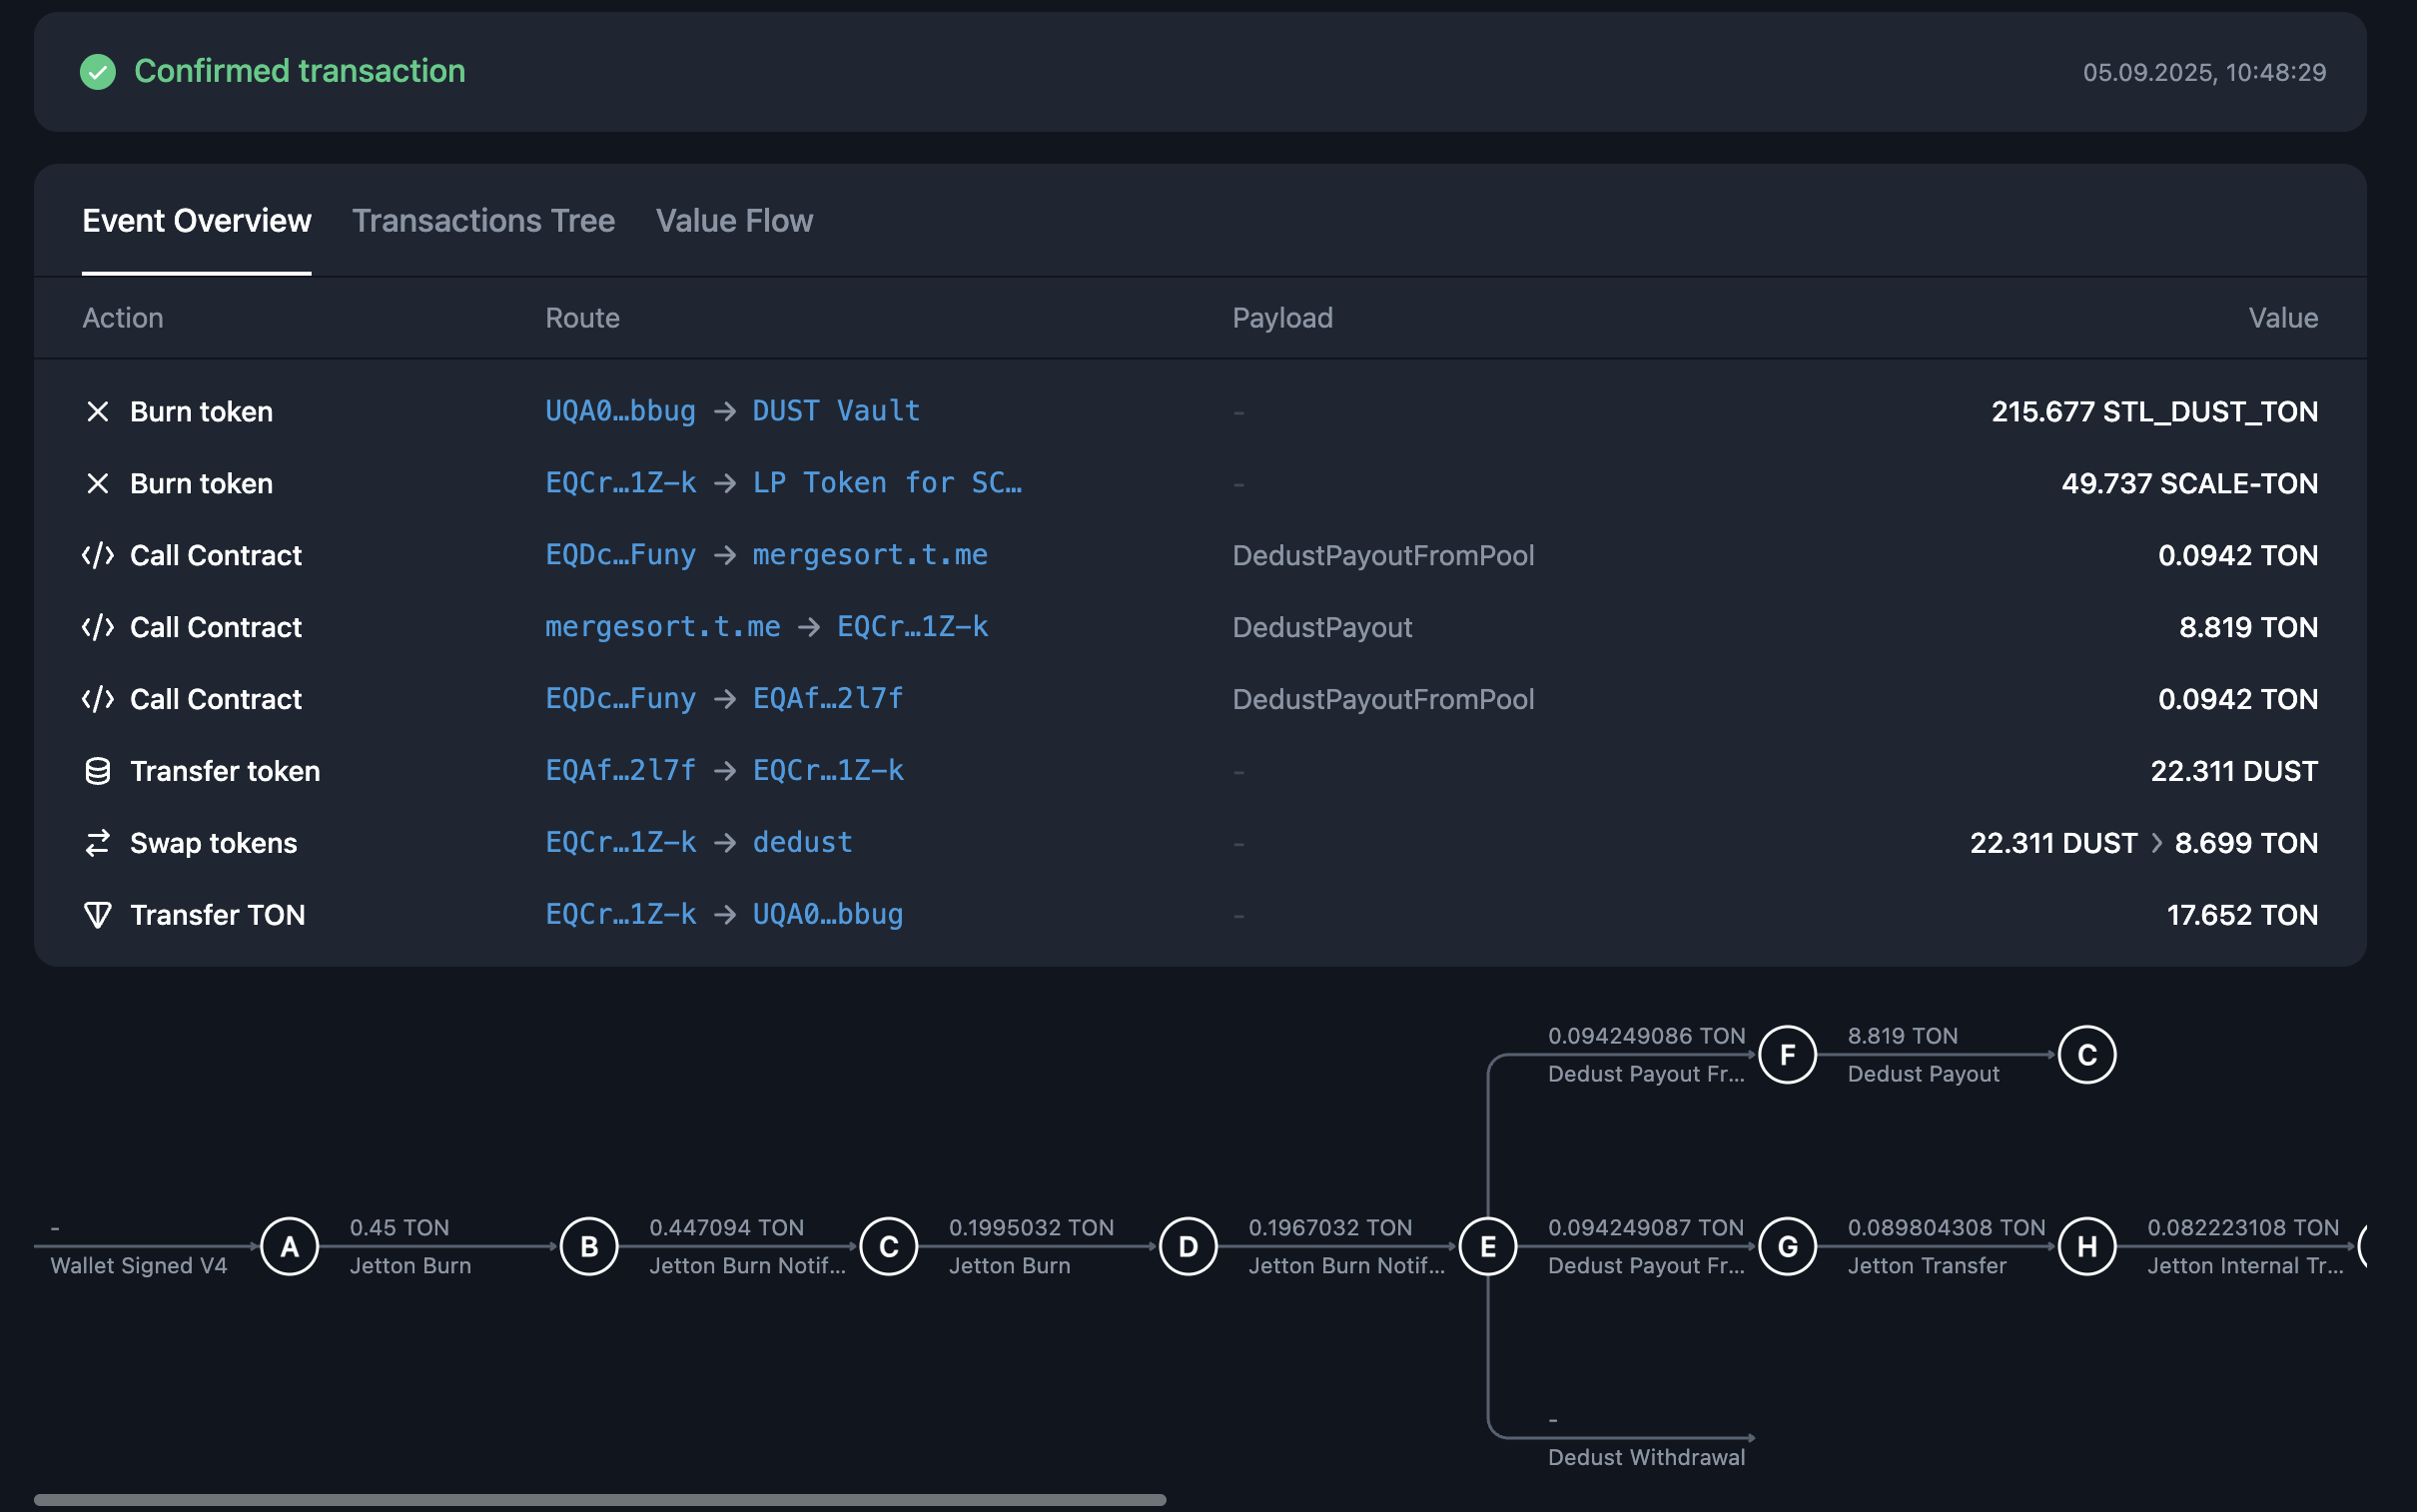 Confirmed transaction
05.09.2025, 10:48:29
Event Overview Transactions Tree Value Flow
Action Route Payload Value
Burn token UQA0…bbug → DUST Vault - 215.677 STL_DUST_TON
Burn token EQCr…1Z-k → LP Token for SC… - 49.737 SCALE-TON
Call Contract EQDc…Funy → mergesort.t.me DedustPayoutFromPool 0.0942 TON
Call Contract mergesort.t.me → EQCr…1Z-k DedustPayout 8.819 TON
Call Contract EQDc…Funy → EQAf…2l7f DedustPayoutFromPool 0.0942 TON
Transfer token EQAf…2l7f → EQCr…1Z-k - 22.311 DUST
Swap tokens EQCr…1Z-k → dedust - 22.311 DUST > 8.699 TON
Transfer TON EQCr…1Z-k → UQA0…bbug - 17.652 TON
0.094249086 TON F 8.819 TON C
Dedust Payout Fr... Dedust Payout
- 0.45 TON 0.447094 TON 0.1995032 TON 0.1967032 TON 0.094249087 TON 0.089804308 TON 0.082223108 TON
A B C D E G H
Wallet Signed V4 Jetton Burn Jetton Burn Notif... Jetton Burn Jetton Burn Notif... Dedust Payout Fr... Jetton Transfer Jetton Internal Tr...
-
Dedust Withdrawal